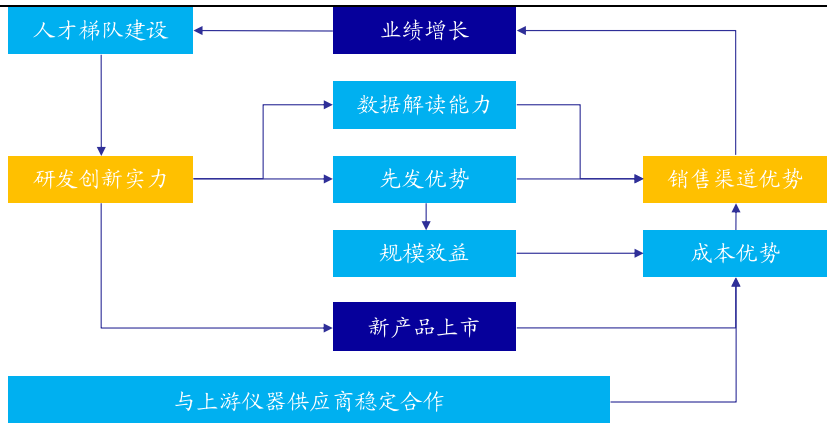 人才梯队建设
业绩增长
数据解读能力
研发创新实力
先发优势
销售渠道优势
规模效益
成本优势
新产品上市
与上游仪器供应商稳定合作